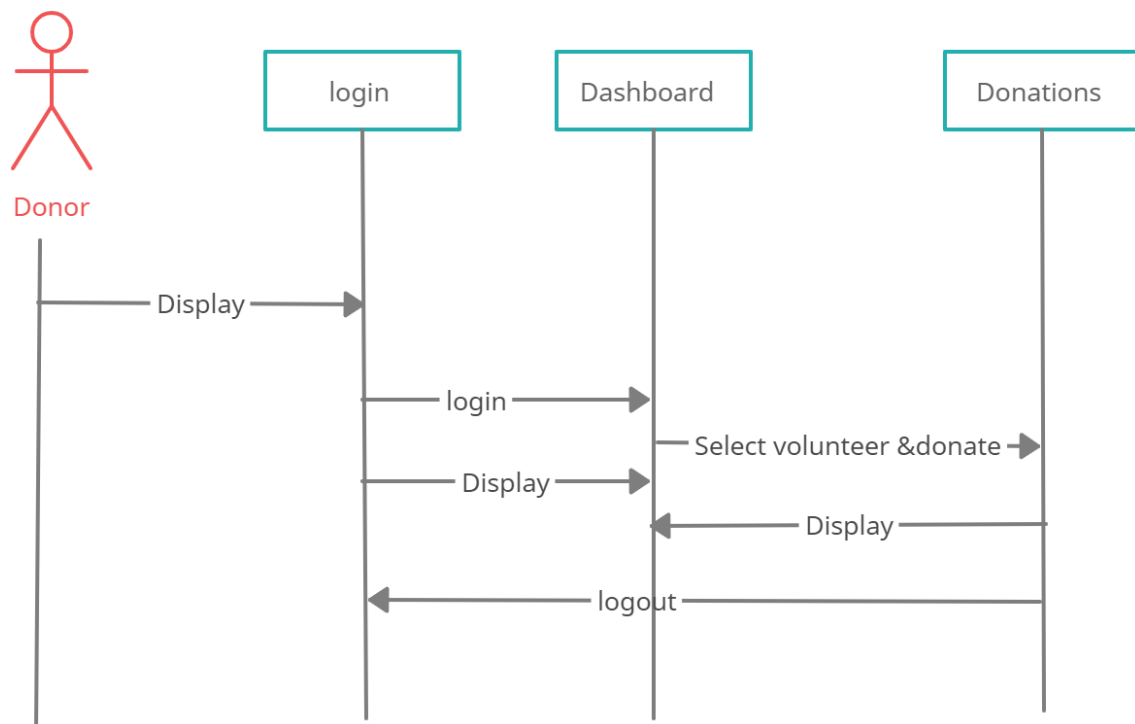 login
Dashboard
Donations
Donor
Display
login
Select volunteer &donate
Display
Display
logout